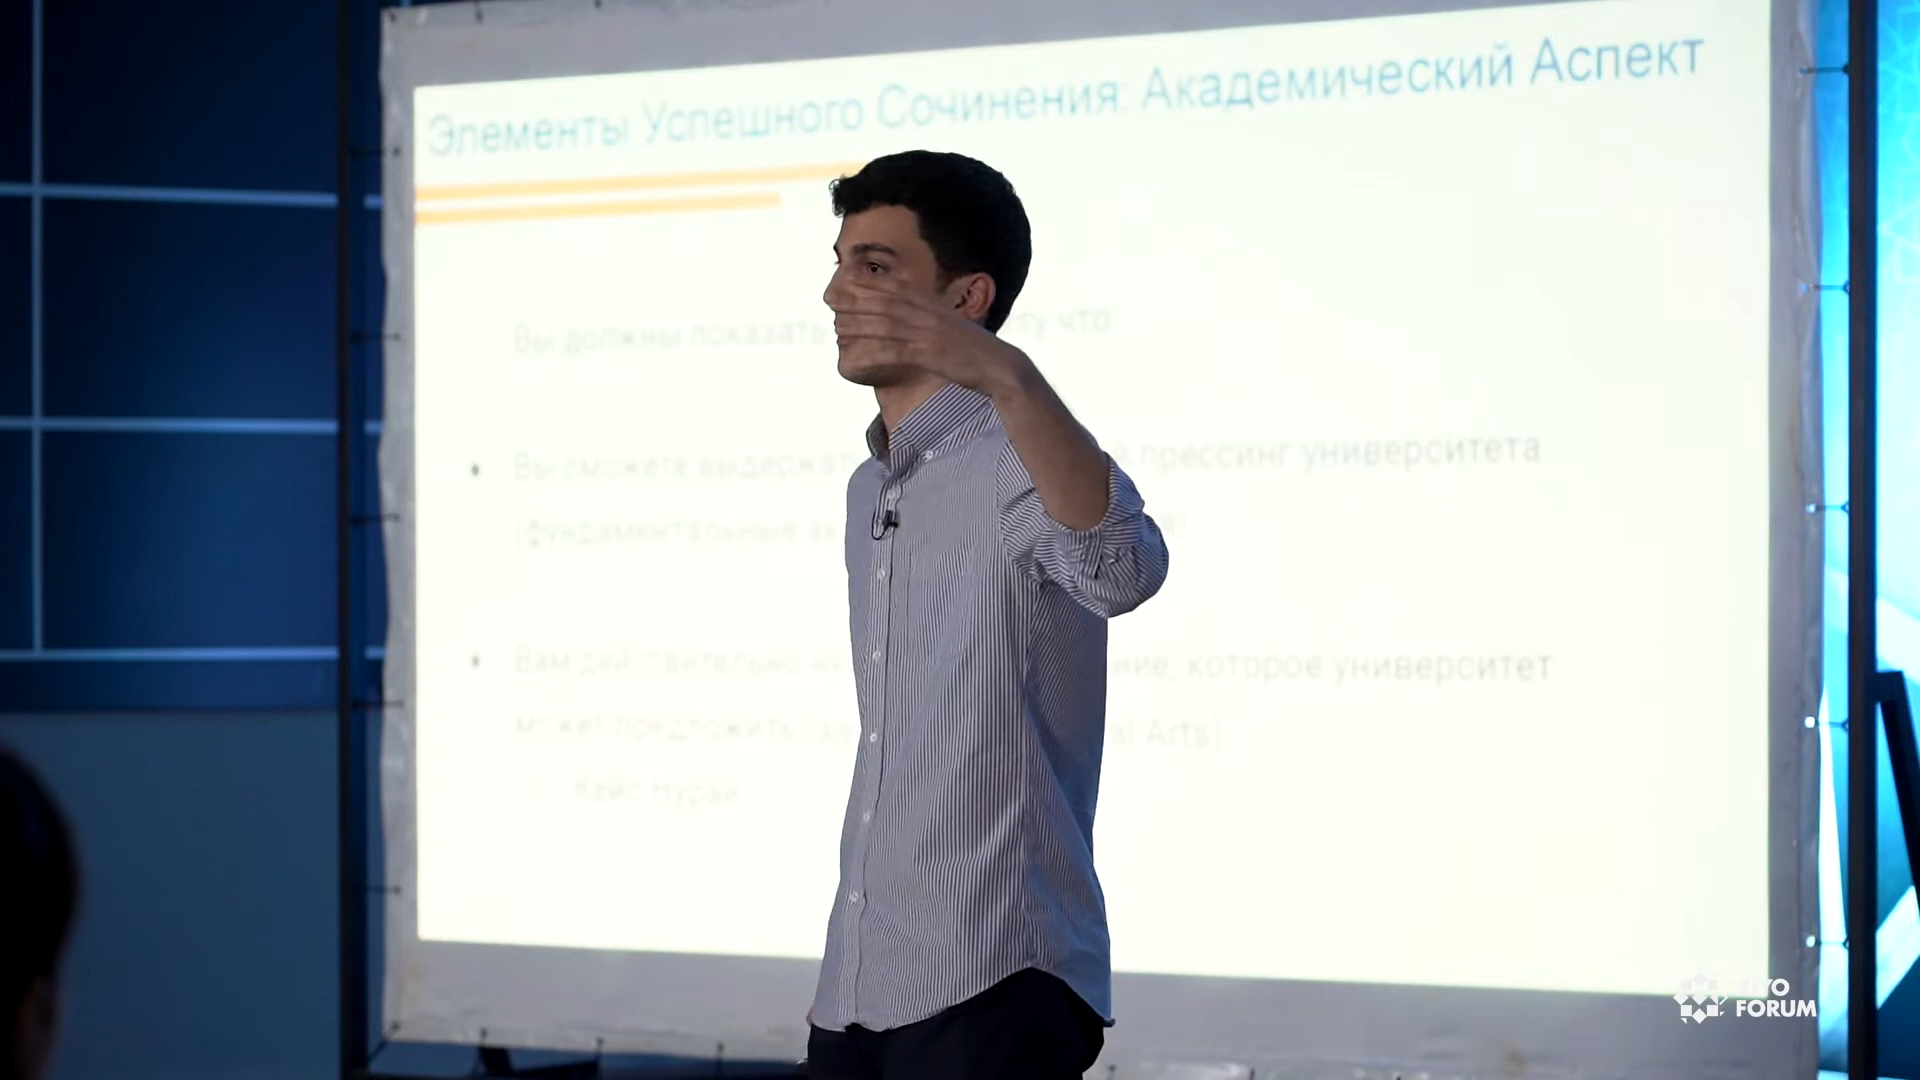 Элементы Успешного Сочинения: Академический Аспект
Вы должны показать ту что
• Вы сможете выдержать прессинг университета
(фундаментальные
• Вам действительно которое университет
может предложить Arts)
Кейс Нурай
FORUM